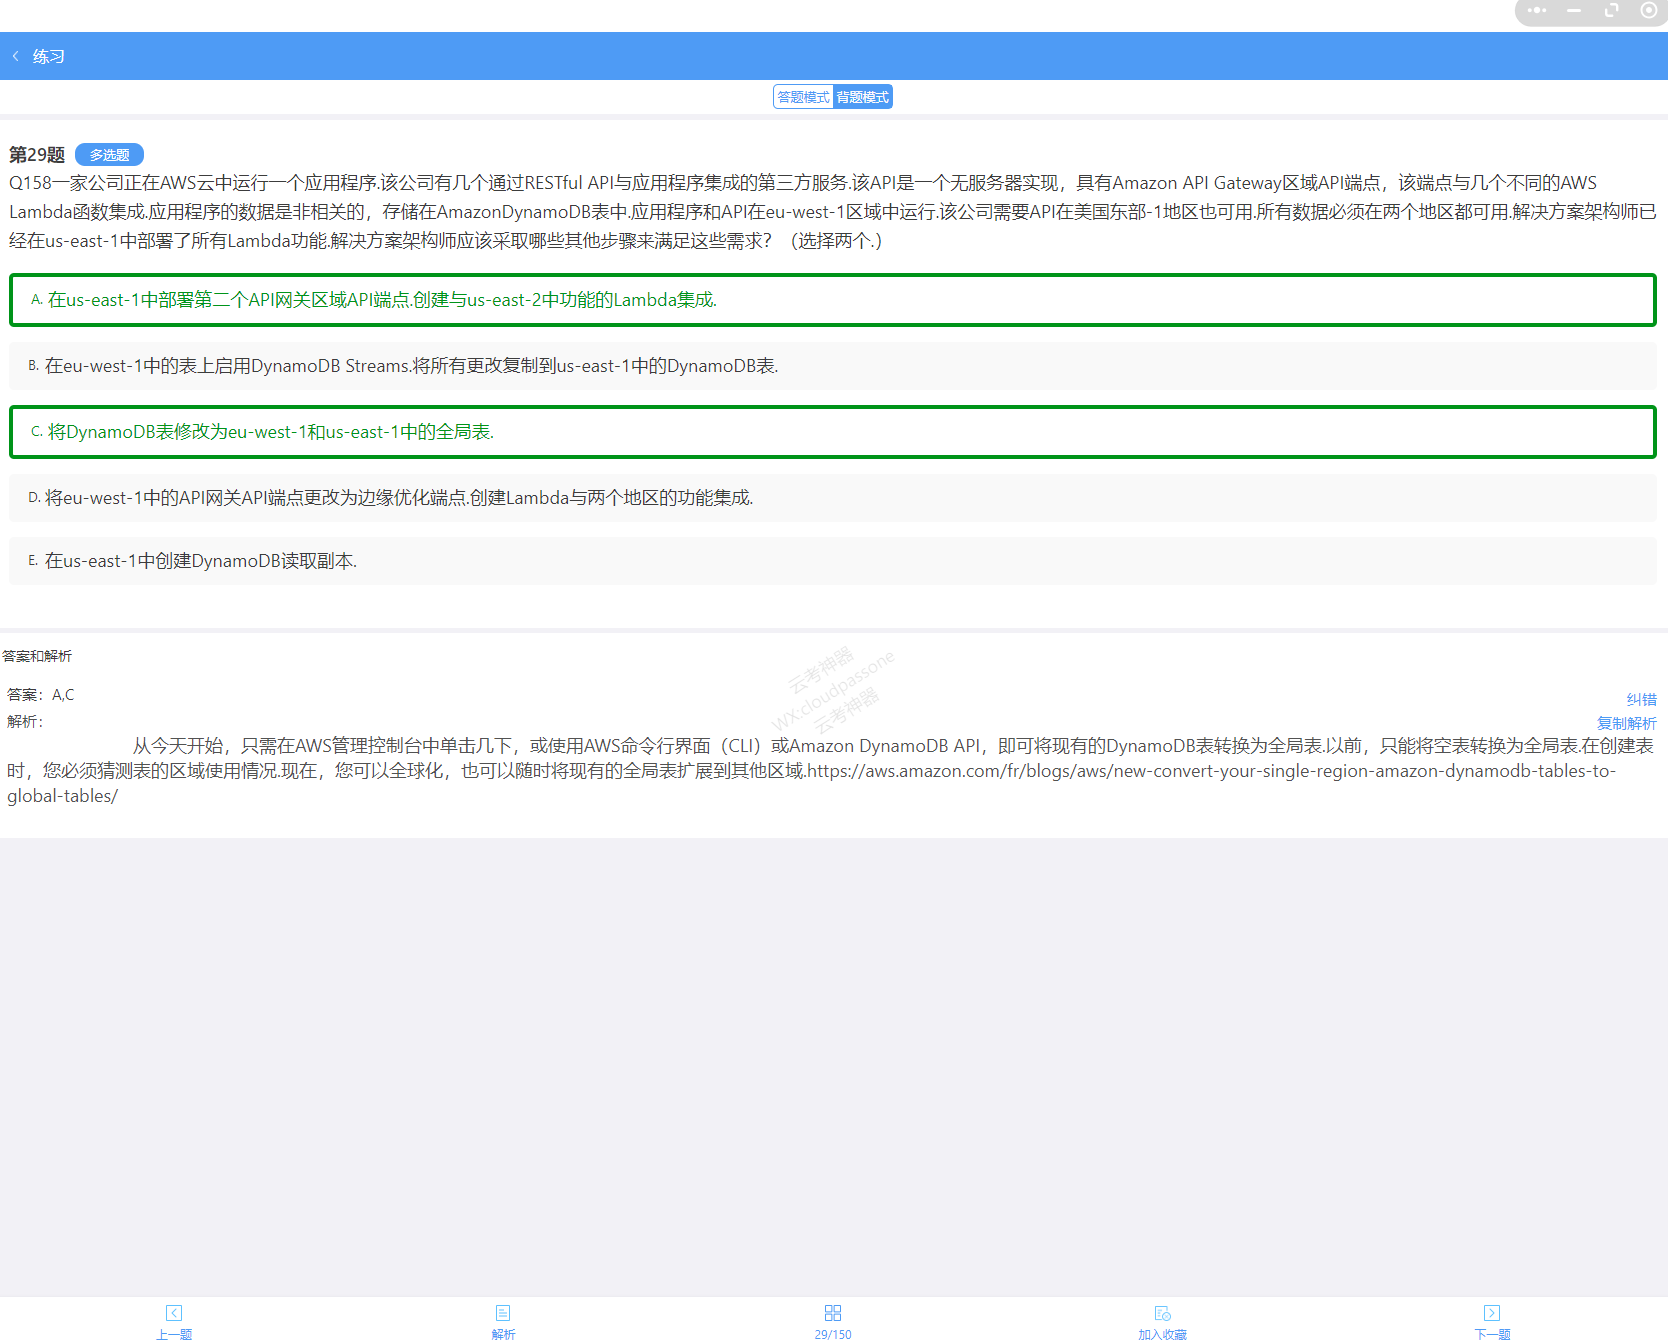 练习
答题模式 背题模式
第29题 多选题
Q158一家公司正在AWS云中运行一个应用程序.该公司有几个通过RESTful API与应用程序集成的第三方服务.该API是一个无服务器实现，具有Amazon API Gateway区域API端点，该端点与几个不同的AWS
Lambda函数集成.应用程序的数据是非相关的，存储在AmazonDynamoDB表中.应用程序和API在eu-west-1区域中运行.该公司需要API在美国东部-1地区也可用.所有数据必须在两个地区都可用.解决方案架构师已
经在us-east-1中部署了所有Lambda功能.解决方案架构师应该采取哪些其他步骤来满足这些需求？（选择两个.）
A. 在us-east-1中部署第二个API网关区域API端点.创建与us-east-2中功能的Lambda集成.
B. 在eu-west-1中的表上启用DynamoDB Streams.将所有更改复制到us-east-1中的DynamoDB表.
C. 将DynamoDB表修改为eu-west-1和us-east-1中的全局表.
D. 将eu-west-1中的API网关API端点更改为边缘优化端点.创建Lambda与两个地区的功能集成.
E. 在us-east-1中创建DynamoDB读取副本.
答案和解析
云考神器
WX:cloudpassone
云考神器
答案：A,C
纠错
解析：
复制解析
从今天开始，只需在AWS管理控制台中单击几下，或使用AWS命令行界面（CLI）或Amazon DynamoDB API，即可将现有的DynamoDB表转换为全局表.以前，只能将空表转换为全局表.在创建表
时，您必须猜测表的区域使用情况.现在，您可以全球化，也可以随时将现有的全局表扩展到其他区域.https://aws.amazon.com/fr/blogs/aws/new-convert-your-single-region-amazon-dynamodb-tables-to-
global-tables/
上一题 解析 29/150 加入收藏 下一题